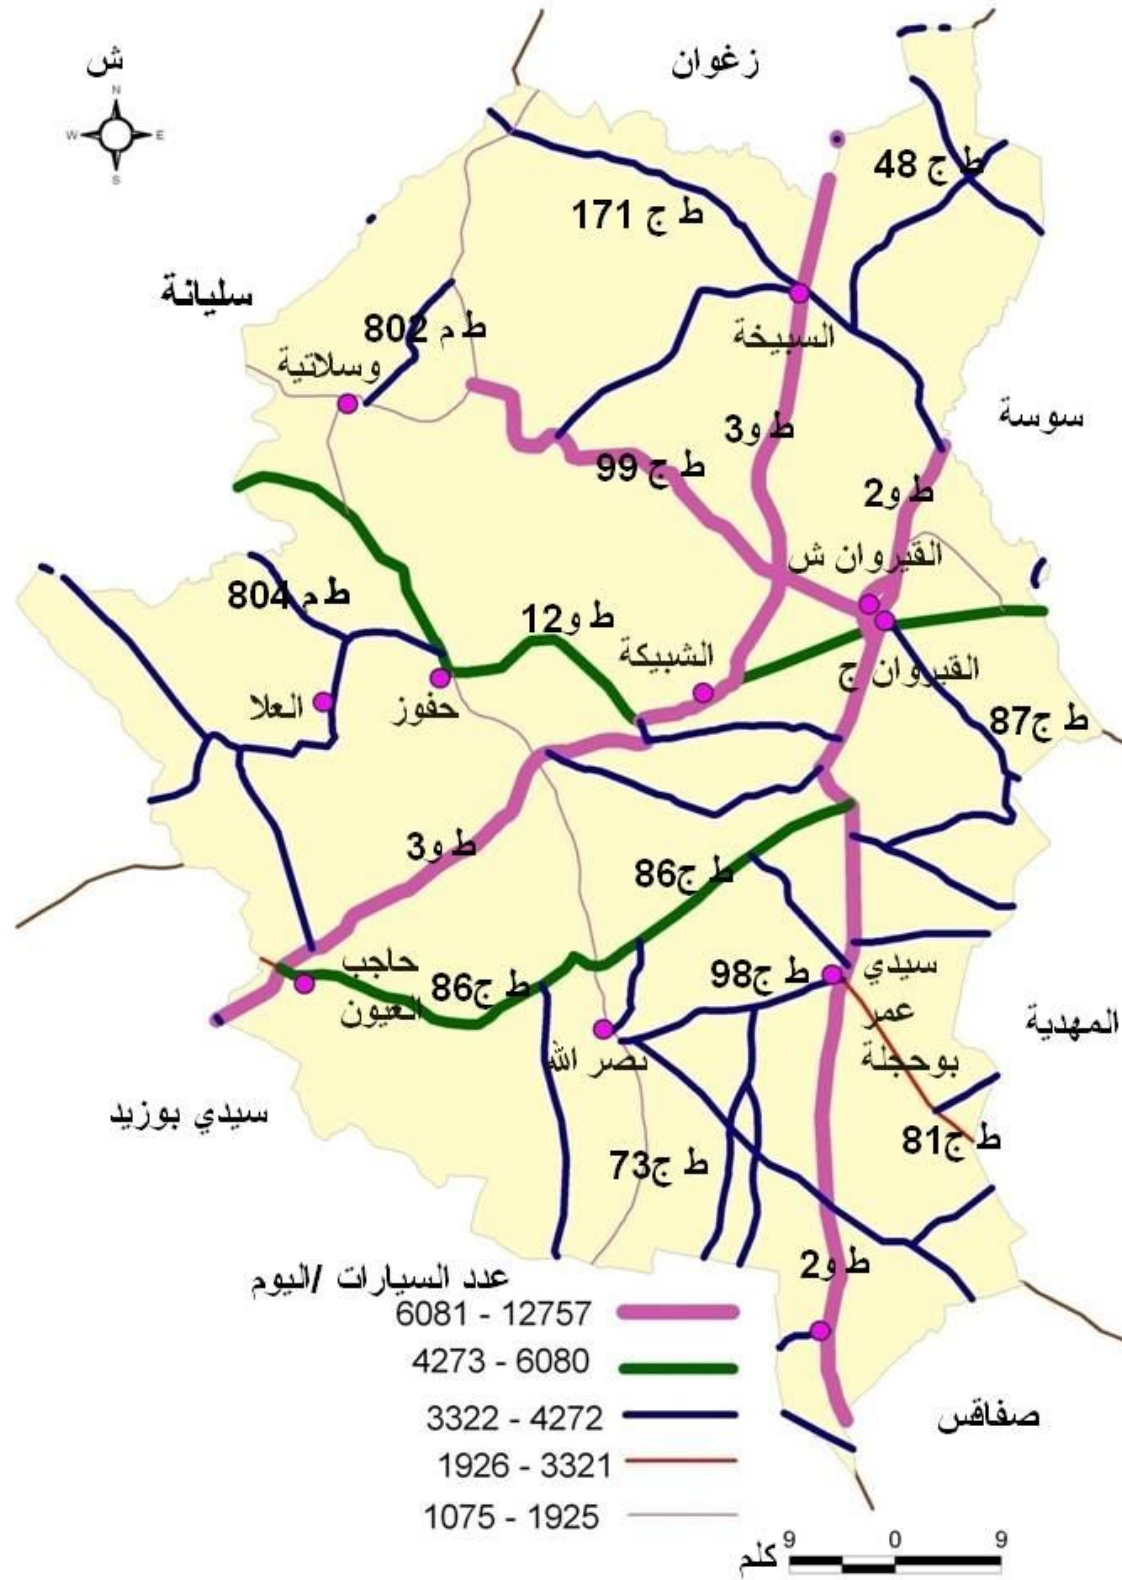 ش
N
W
E
S
زغوان
ط ج 48
ط ج 171
سليانة
ط م 802
وسلاتية
السبيخة
سوسة
ط و3
ط ج 99
ط و2
القيروان ش
ط م 804
ط و12
الشبيكة
القيروان ج
العلا
حفوز
ط ج87
ط و3
ط ج86
حاجب
العيون
ط ج86
ط ج98
سيدي
عمر
بوحجلة
نصر الله
المهدية
سيدي بوزيد
ط ج81
ط ج73
ط و2
عدد السيارات /اليوم
6081 - 12757
4273 - 6080
3322 - 4272
1926 - 3321
1075 - 1925
صفاقس
9 0 9
كلم